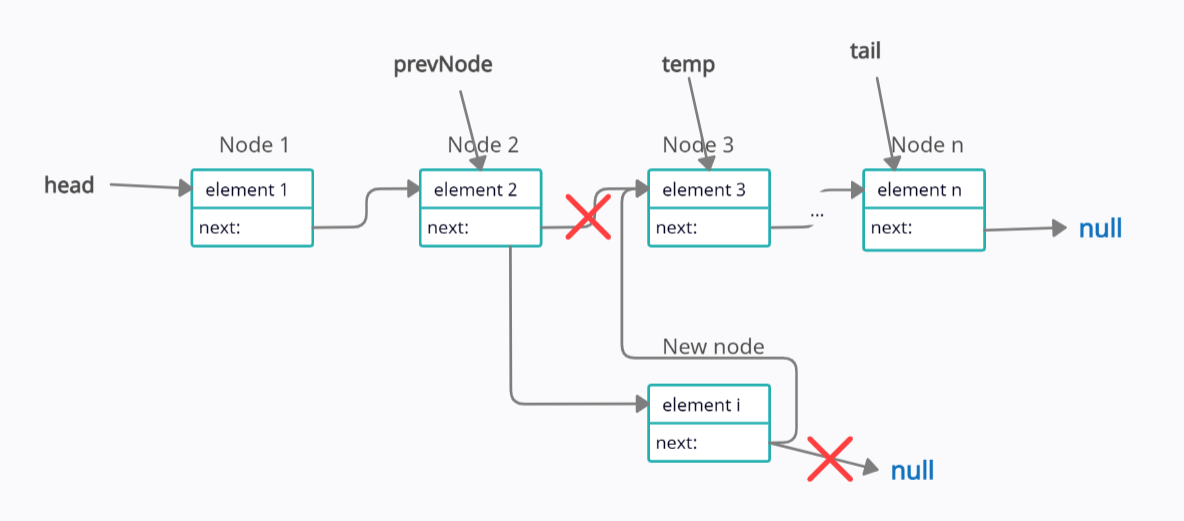 tail
prevNode
temp
Node 1
Node 2
Node 3
Node n
head
element 1
element 2
element 3
element n
...
next:
next:
next:
next:
null
New node
element i
next:
null